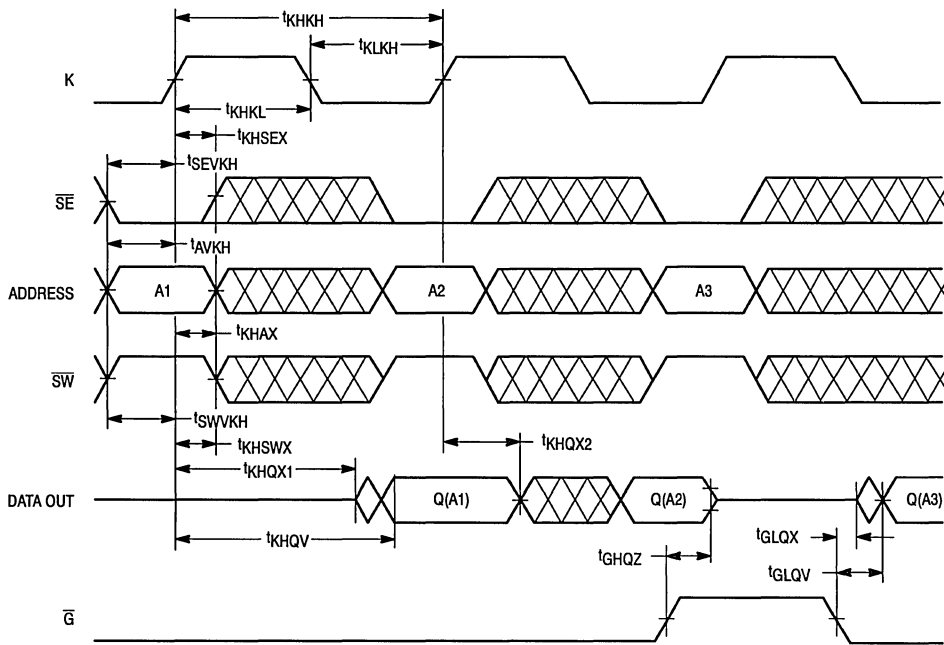 tKHKH
tKLKH
K
tKHKL
tKHSEX
tSEVKH
SE
tAVKH
ADDRESS A1 A2 A3
tKHAX
SW
tSWVKH
tKHSWX
tKHQX1
tKHQX2
DATA OUT Q(A1) Q(A2) Q(A3)
tKHQV
tGHQZ
tGLQX
tGLQV
G